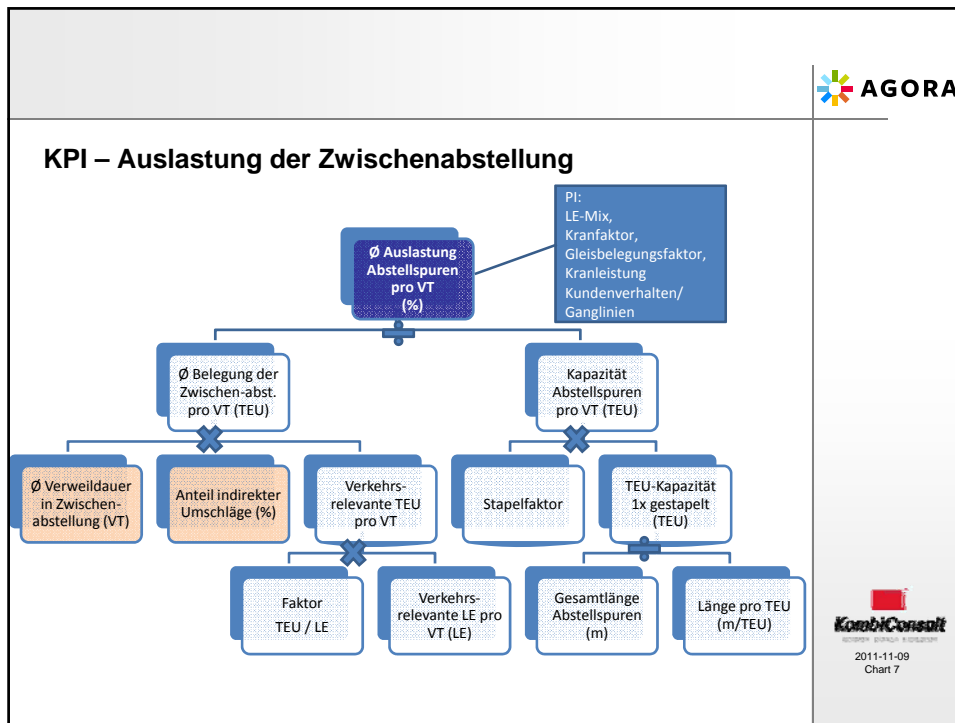 AGORA
KPI – Auslastung der Zwischenabstellung
PI:
LE-Mix,
Kranfaktor,
Gleisbelegungsfaktor,
Kranleistung
Kundenverhalten/
Ganglinien
Ø Auslastung
Abstellspuren
pro VT
(%)
Ø Belegung der
Zwischen-abst.
pro VT (TEU)
Kapazität
Abstellspuren
pro VT (TEU)
Ø Verweildauer
in Zwischen-
abstellung (VT)
Anteil indirekter
Umschläge (%)
Verkehrs-
relevante TEU
pro VT
Stapelfaktor
TEU-Kapazität
1x gestapelt
(TEU)
Faktor
TEU / LE
Verkehrs-
relevante LE pro
VT (LE)
Gesamtlänge
Abstellspuren
(m)
Länge pro TEU
(m/TEU)
KombiConsult
2011-11-09
Chart 7